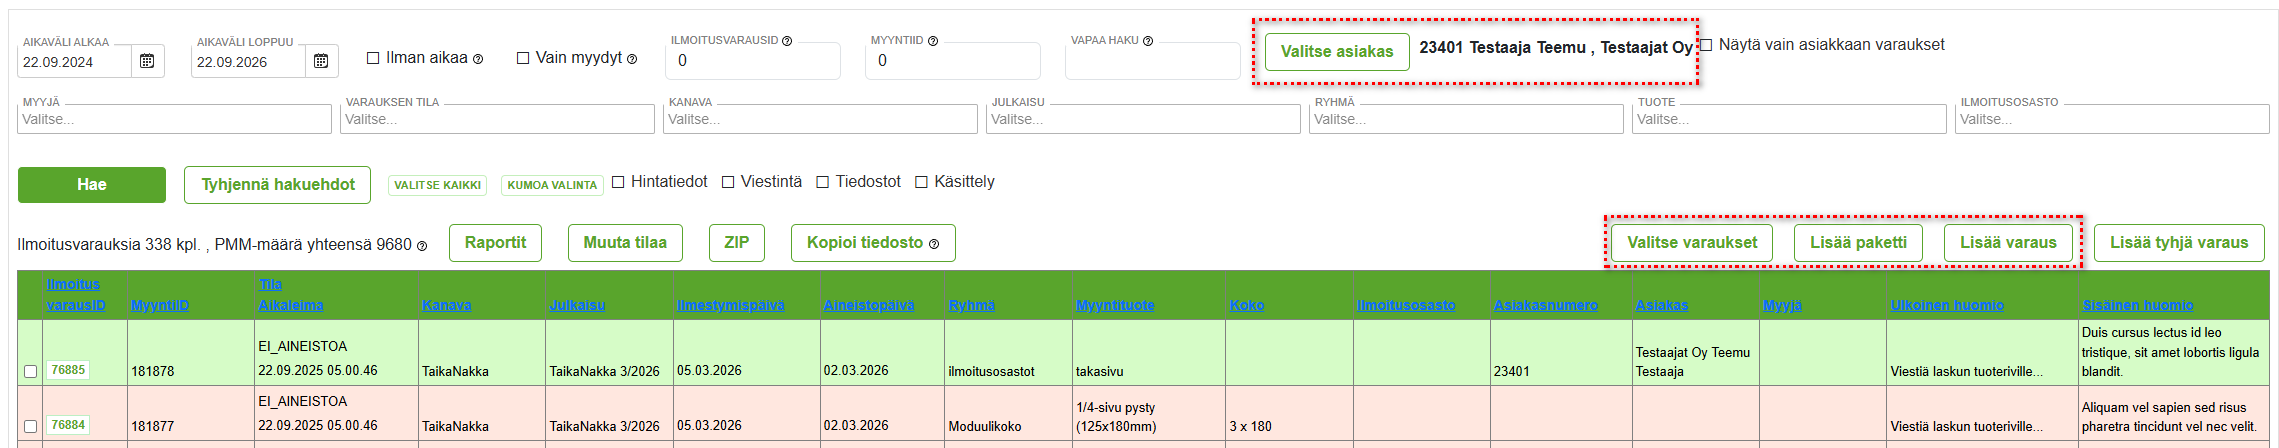 AIKAVÄLI ALKAA
22.09.2024
AIKAVÄLI LOPPUU
22.09.2026
Ilman aikaa
Vain myydyt
ILMOITUSVARAUSID
0
MYYNTIID
0
VAPAA HAKU
Valitse asiakas
23401 Testaaja Teemu , Testaajat Oy
Näytä vain asiakkaan varaukset
MYYJÄ
Valitse...
VARAUKSEN TILA
Valitse...
KANAVA
Valitse...
JULKAISU
Valitse...
RYHMÄ
Valitse...
TUOTE
Valitse...
ILMOITUSOSASTO
Valitse...
Hae
Tyhjennä hakuehdot
VALITSE KAIKKI
KUMOA VALINTA
Hintatiedot
Viestintä
Tiedostot
Käsittely
Ilmoitusvarauksia 338 kpl. , PMM-määrä yhteensä 9680
Raportit
Muuta tilaa
ZIP
Kopioi tiedosto
Valitse varaukset
Lisää paketti
Lisää varaus
Lisää tyhjä varaus
Ilmoitus
varausID
MyyntiID
Tila
Aikaleima
Kanava
Julkaisu
Ilmestymispäivä
Aineistopäivä
Ryhmä
Myyntituote
Koko
Ilmoitusosasto
Asiakasnumero
Asiakas
Myyjä
Ulkoinen huomio
Sisäinen huomio
76885
181878
EI_AINEISTOA
22.09.2025 05.00.46
TaikaNakka
TaikaNakka 3/2026
05.03.2026
02.03.2026
ilmoitusosastot
takasivu
23401
Testaajat Oy Teemu
Testaaja
Viestiä laskun tuoteriville...
Duis cursus lectus id leo
tristique, sit amet lobortis ligula
blandit.
76884
181877
EI_AINEISTOA
22.09.2025 05.00.46
TaikaNakka
TaikaNakka 3/2026
05.03.2026
02.03.2026
Moduulikoko
1/4-sivu pysty
(125x180mm)
3 x 180
Viestiä laskun tuoteriville...
Aliquam vel sapien sed risus
pharetra tincidunt vel nec velit.